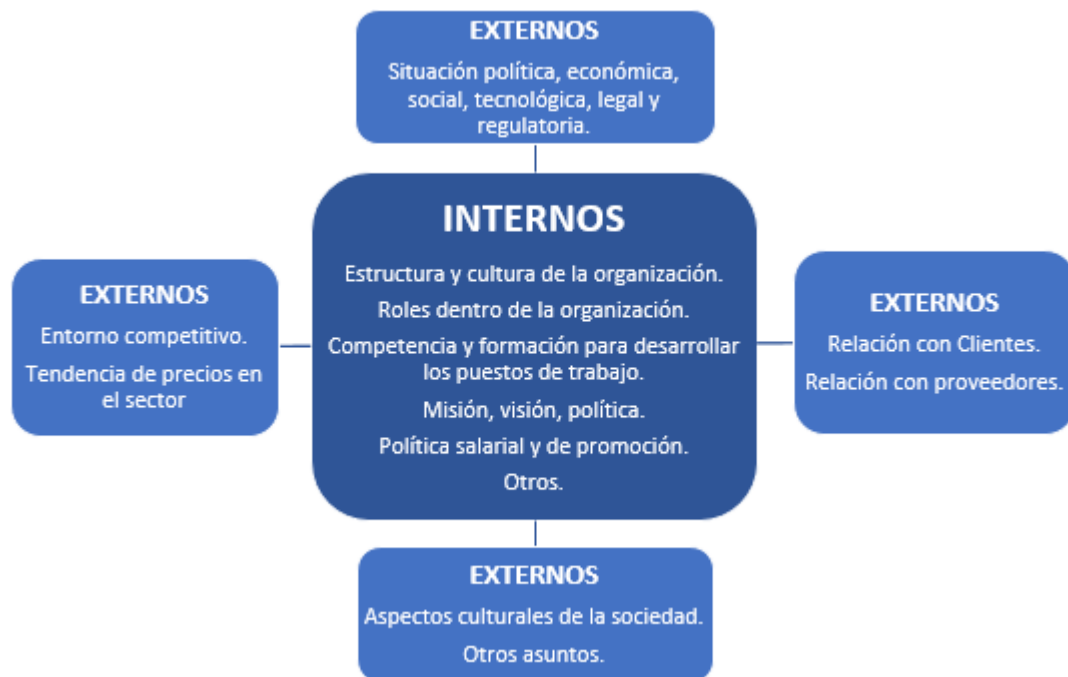 EXTERNOS
Situación política, económica,
social, tecnológica, legal y
regulatoria.
INTERNOS
Estructura y cultura de la organización.
Roles dentro de la organización.
Competencia y formación para desarrollar
los puestos de trabajo.
Misión, visión, política.
Política salarial y de promoción.
Otros.
EXTERNOS
Entorno competitivo.
Tendencia de precios en
el sector
EXTERNOS
Relación con Clientes.
Relación con proveedores.
EXTERNOS
Aspectos culturales de la sociedad.
Otros asuntos.